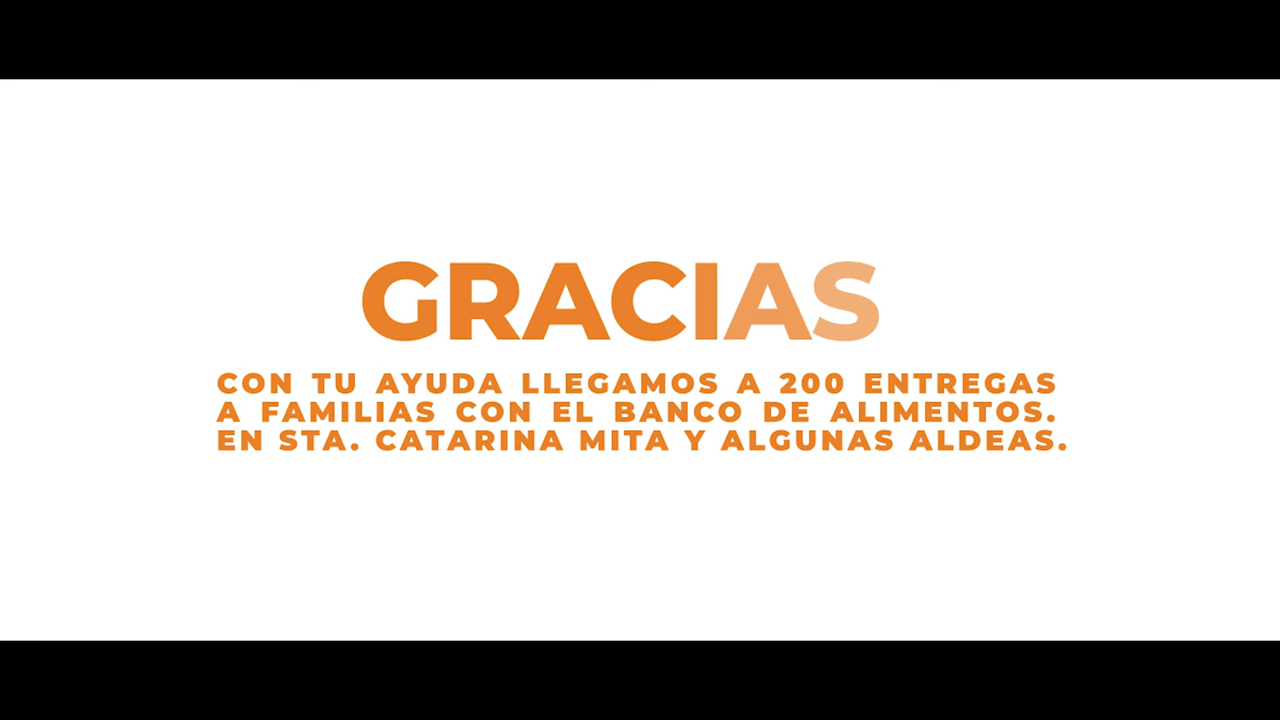 GRACIAS
CON TU AYUDA LLEGAMOS A 200 ENTREGAS
A FAMILIAS CON EL BANCO DE ALIMENTOS.
EN STA. CATARINA MITA Y ALGUNAS ALDEAS.